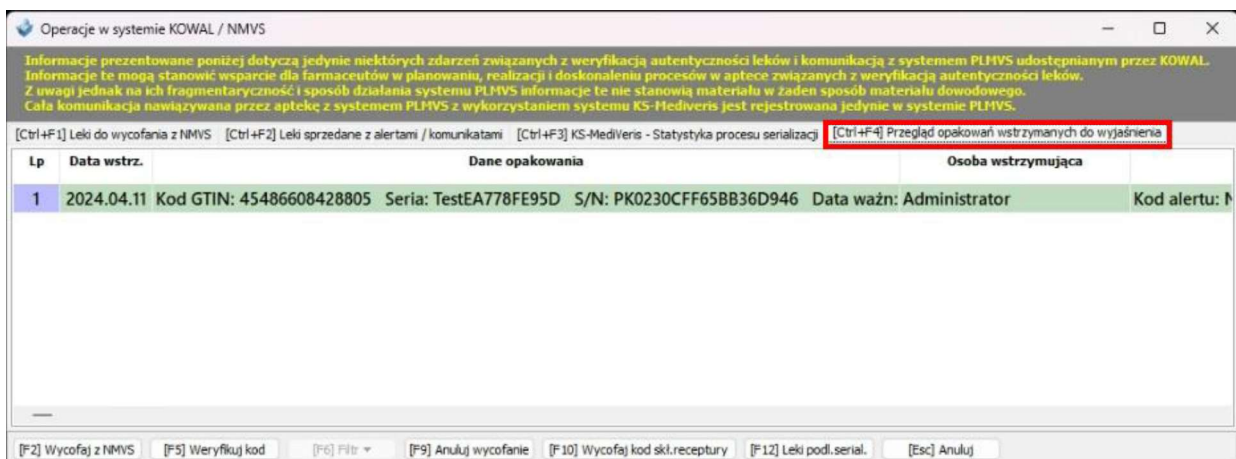 Operacje w systemie KOWAL / NMVS
Informacje prezentowane poniżej dotyczą jedynie niektórych zdarzeń związanych z weryfikacją autentyczności leków i komunikacją z systemem PLMVS udostępnianym przez KOWAL.
Informacje te mogą stanowić wsparcie dla farmaceutów w planowaniu, realizacji i doskonaleniu procesów w aptece związanych z weryfikacją autentyczności leków.
Z uwagi jednak na ich fragmentaryczność i sposób działania systemu PLMVS informacje te nie stanowią materiału w żaden sposób materiału dowodowego.
Cała komunikacja nawiązywana przez aptekę z systemem PLMVS z wykorzystaniem systemu KS-Mediveris jest rejestrowana jedynie w systemie PLMVS.
[Ctrl+F1] Leki do wycofania z NMVS [Ctrl+F2] Leki sprzedane z alertami / komunikatami [Ctrl+F3] KS-MediVeris - Statystyka procesu serializacji [Ctrl+F4] Przegląd opakowań wstrzymanych do wyjaśnienia
Lp Data wstrz. Dane opakowania Osoba wstrzymująca
1 2024.04.11 Kod GTIN: 45486608428805 Seria: TestEA778FE95D S/N: PK0230CFF65BB36D946 Data ważn: Administrator Kod alertu: N
[F2] Wycofaj z NMVS [F5] Weryfikuj kod [F6] Filtr [F9] Anuluj wycofanie [F10] Wycofaj kod skł.receptury [F12] Leki podl.serial. [Esc] Anuluj